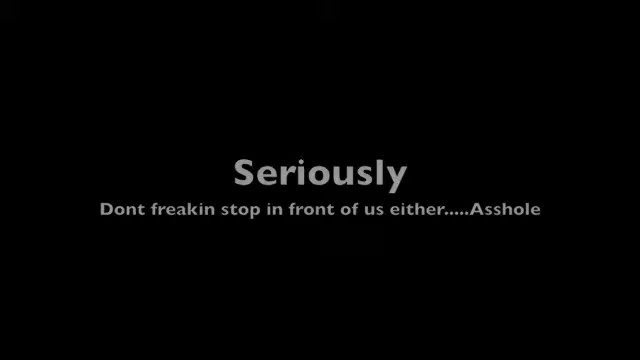 Seriously
Dont freakin stop in front of us either.....Asshole